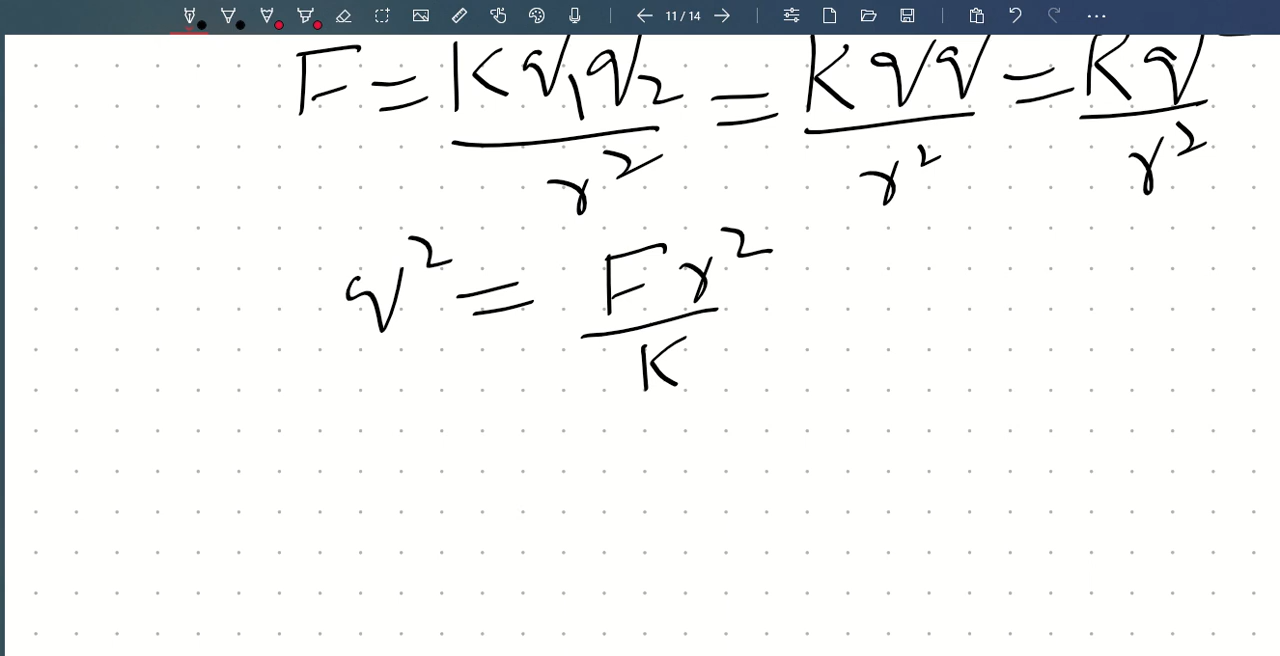 11 / 14
F = Kq₁q₂/r² = Kqq/r² = Kq²/r²
q² = Fr²/K